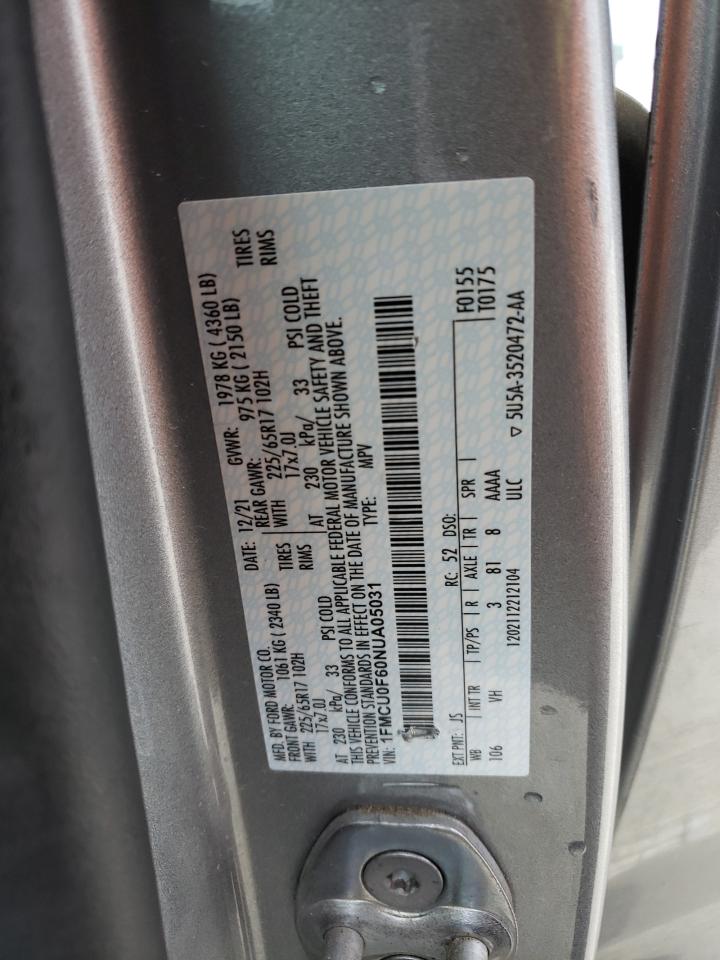 MFD. BY FORD MOTOR CO. DATE: 12/21 GVWR: 1978 KG ( 4360 LB)
FRONT GAWR: 1061 KG ( 2340 LB) REAR GAWR: 975 KG ( 2150 LB)
WITH 225/65R17 102H TIRES WITH 225/65R17 102H TIRES
17x7.0J RIMS 17x7.0J RIMS
AT 230 kPa/ 33 PSI COLD AT 230 kPa/ 33 PSI COLD
THIS VEHICLE CONFORMS TO ALL APPLICABLE FEDERAL MOTOR VEHICLE SAFETY AND THEFT
PREVENTION STANDARDS IN EFFECT ON THE DATE OF MANUFACTURE SHOWN ABOVE.
VIN: 1FMCU0F60NUA05031 TYPE: MPV
EXT PNT: JS RC: 52 DSO: F0155
WB INT TR TP/PS R AXLE TR SPR T0175
106 VH 3 81 8 AAAA
1202112212104 ULC ▽ 5U5A-3520472-AA